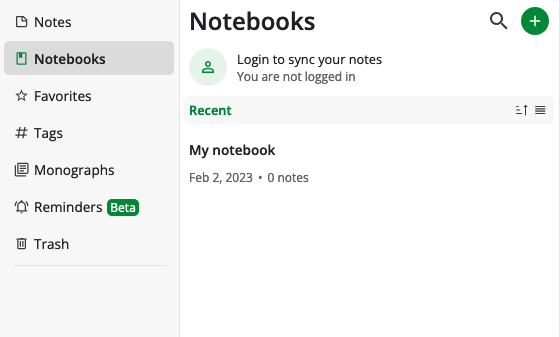 Notes
Notebooks
Favorites
Tags
Monographs
Reminders Beta
Trash
Notebooks
Login to sync your notes
You are not logged in
Recent
My notebook
Feb 2, 2023 • 0 notes